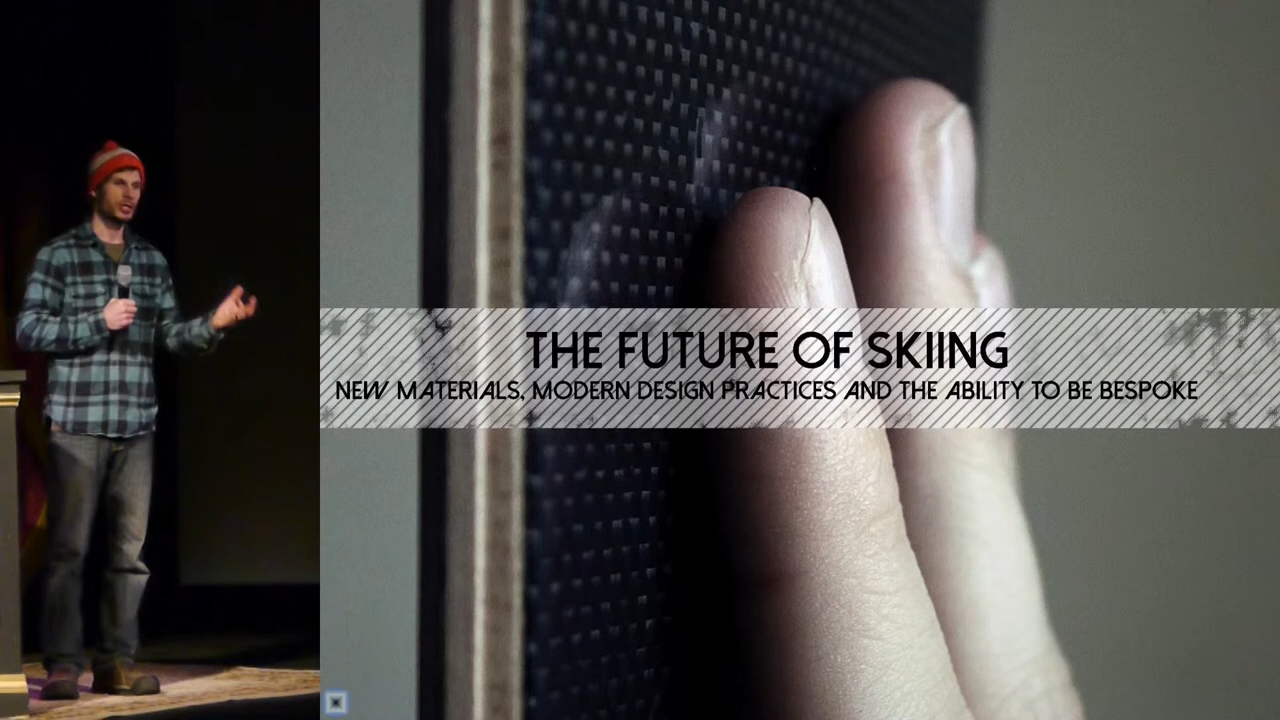 THE FUTURE OF SKIING
NEW MATERIALS, MODERN DESIGN PRACTICES AND THE ABILITY TO BE BESPOKE